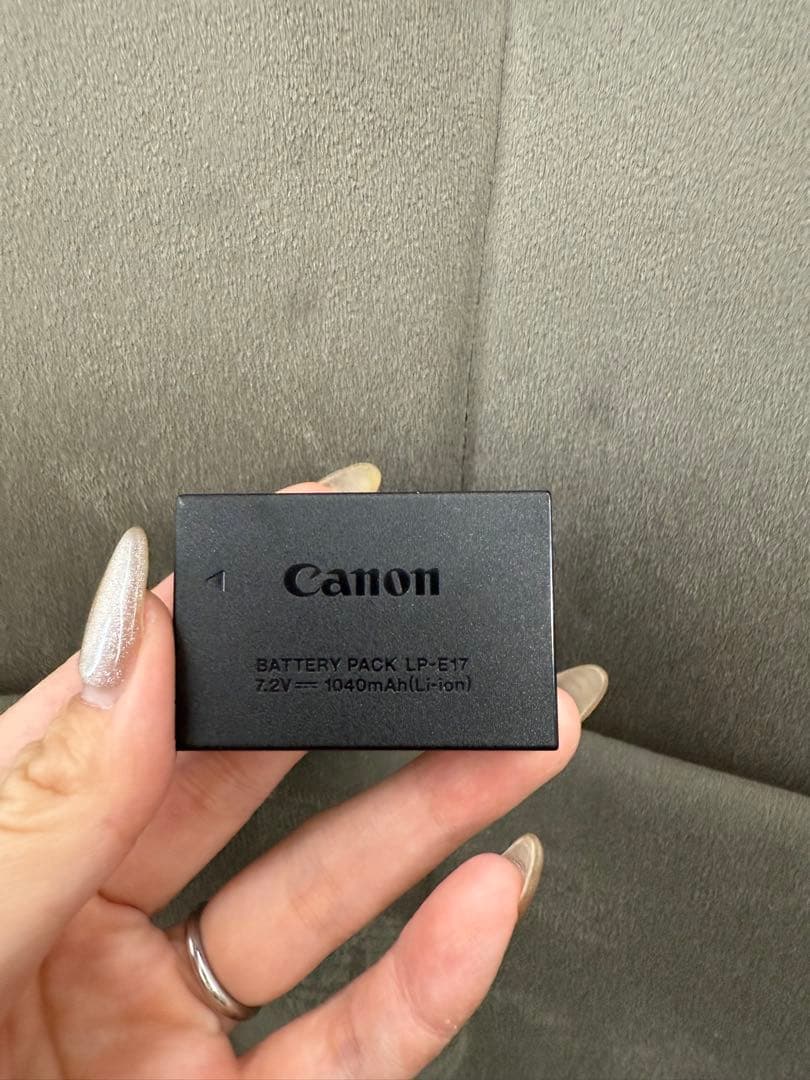 Canon
BATTERY PACK LP-E17
7.2V⎓ 1040mAh(Li-ion)